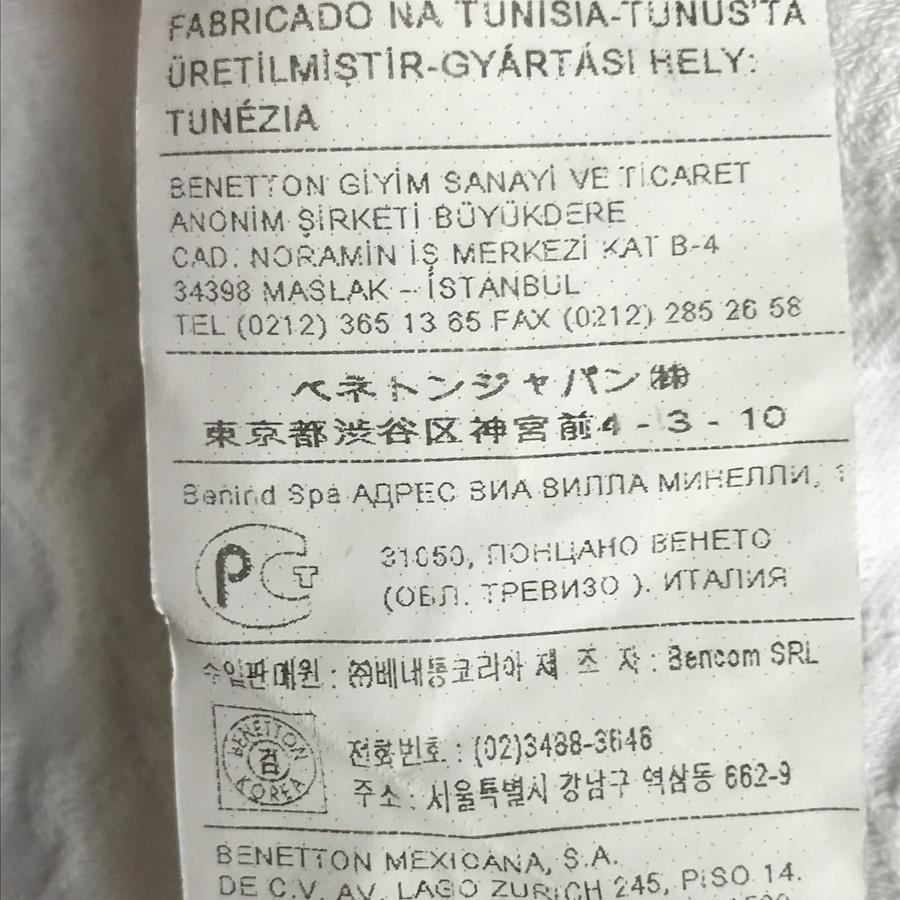 FABRICADO NA TUNISIA-TUNUS'TA
ÜRETİLMİŞTİR-GYÁRTÁSI HELY:
TUNÉZIA
BENETTON GİYİM SANAYİ VE TİCARET
ANONİM ŞİRKETİ BÜYÜKDERE
CAD. NORAMİN İŞ MERKEZİ KAT B-4
34398 MASLAK – İSTANBUL
TEL (0212) 365 13 65 FAX (0212) 285 26 58
ベネトンジャパン㈱
東京都渋谷区神宮前4-3-10
Benind Spa АДРЕС ВИА ВИЛЛА МИНЕЛЛИ,
РСТ
31050, ПОНЦАНО ВЕНЕТО
(ОБЛ. ТРЕВИЗО ). ИТАЛИЯ
수입판매원 : ㈜베네통코리아 제 조 자 : Bencom SRL
BENETTON
검
KOREA
전화번호 : (02)3468-3646
주소 : 서울특별시 강남구 역삼동 662-9
BENETTON MEXICANA, S.A.
DE C.V. AV. LAGO ZURICH 245, PISO 14.